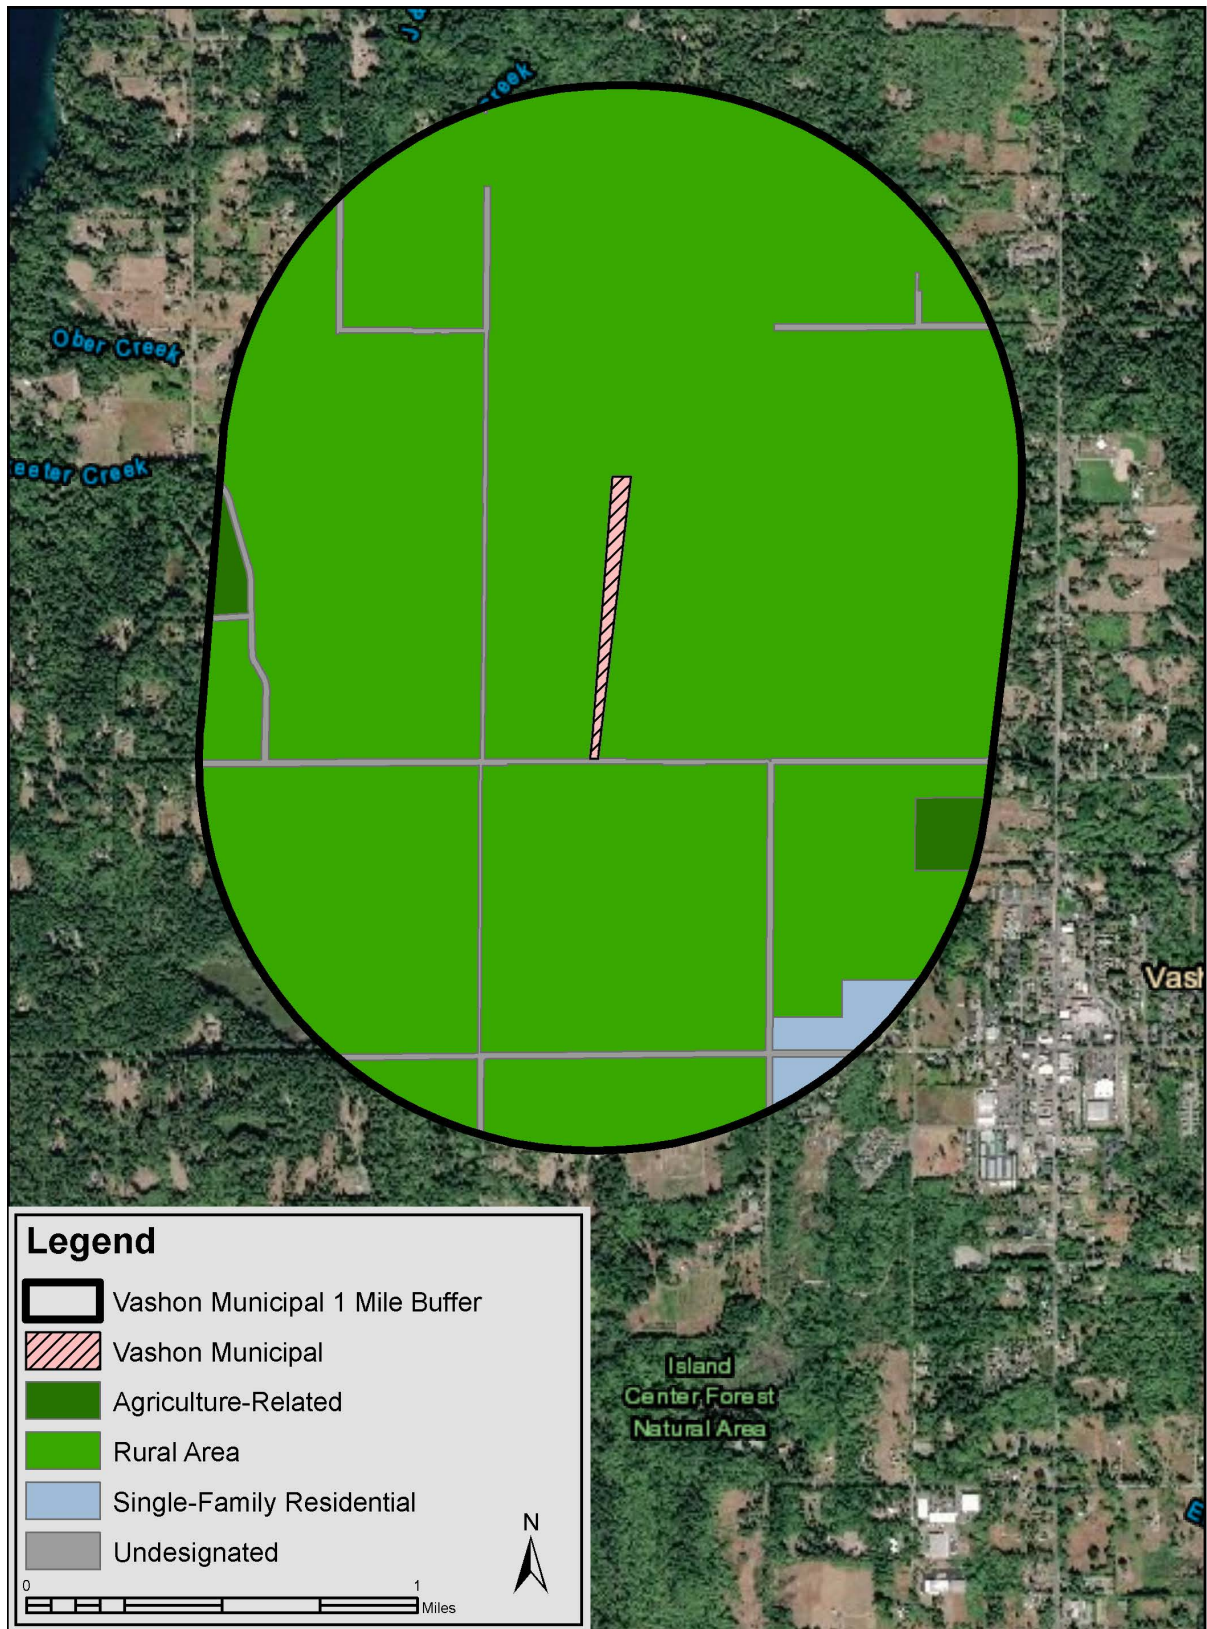 Creek
Ober Creek
Creek
Vash
Island
Center Forest
Natural Area
Legend
Vashon Municipal 1 Mile Buffer
Vashon Municipal
Agriculture-Related
Rural Area
Single-Family Residential
Undesignated
N
0 1
Miles